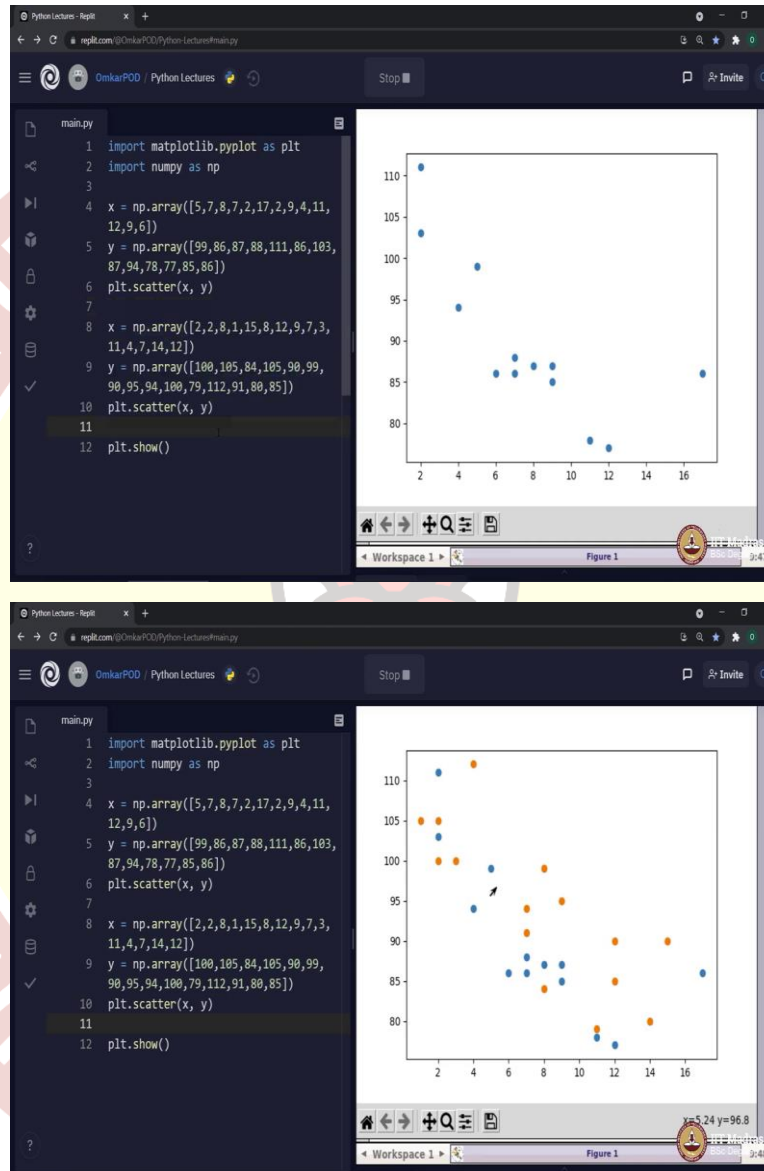 Python Lectures - Replit
replit.com/@OmkarPOD/Python-Lectures#main.py
OmkarPOD / Python Lectures
Stop
Invite
main.py
1 import matplotlib.pyplot as plt
2 import numpy as np
3
4 x = np.array([5,7,8,7,2,17,2,9,4,11,
12,9,6])
5 y = np.array([99,86,87,88,111,86,103,
87,94,78,77,85,86])
6 plt.scatter(x, y)
7
8 x = np.array([2,2,8,1,15,8,12,9,7,3,
11,4,7,14,12])
9 y = np.array([100,105,84,105,90,99,
90,95,94,100,79,112,91,80,85])
10 plt.scatter(x, y)
11
12 plt.show()
110
105
100
95
90
85
80
2 4 6 8 10 12 14 16
Workspace 1
Figure 1
IIT Madras
Python Lectures - Replit
replit.com/@OmkarPOD/Python-Lectures#main.py
OmkarPOD / Python Lectures
Stop
Invite
main.py
1 import matplotlib.pyplot as plt
2 import numpy as np
3
4 x = np.array([5,7,8,7,2,17,2,9,4,11,
12,9,6])
5 y = np.array([99,86,87,88,111,86,103,
87,94,78,77,85,86])
6 plt.scatter(x, y)
7
8 x = np.array([2,2,8,1,15,8,12,9,7,3,
11,4,7,14,12])
9 y = np.array([100,105,84,105,90,99,
90,95,94,100,79,112,91,80,85])
10 plt.scatter(x, y)
11
12 plt.show()
110
105
100
95
90
85
80
2 4 6 8 10 12 14 16
x=5.24 y=96.8
Workspace 1
Figure 1
IIT Madras